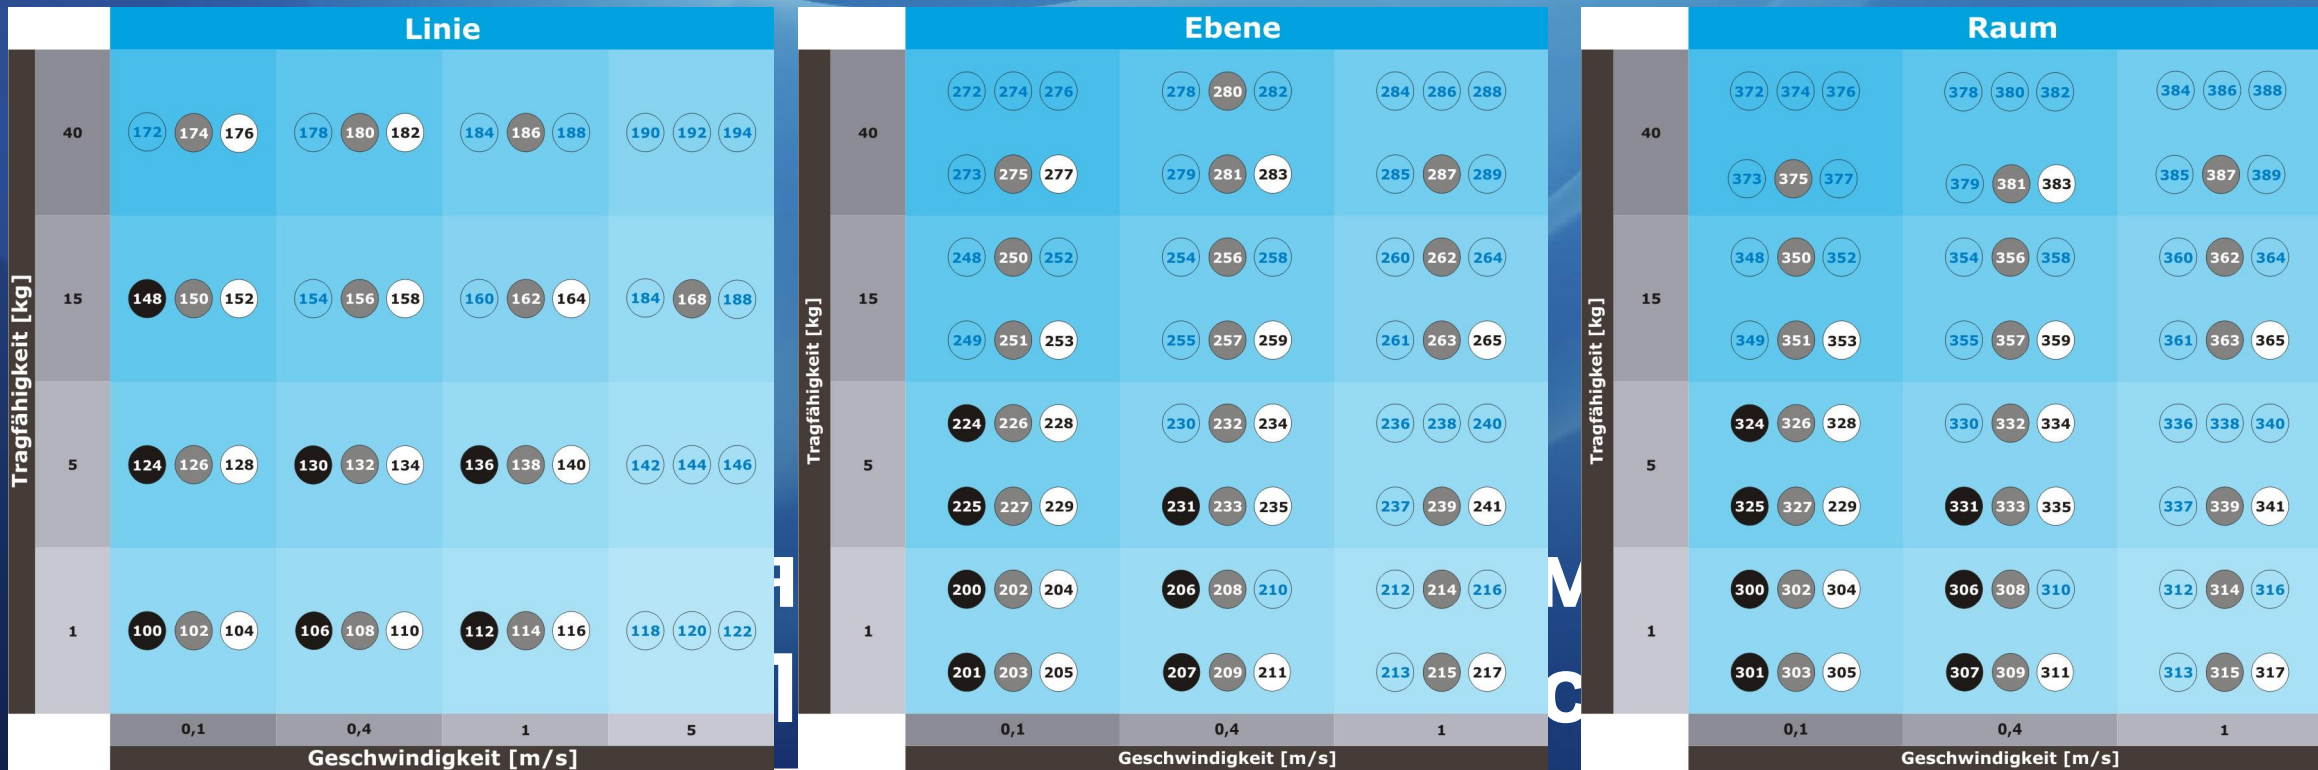 Linie
Tragfähigkeit [kg]
40
172 174 176 178 180 182 184 186 188 190 192 194
15
148 150 152 154 156 158 160 162 164 184 168 188
5
124 126 128 130 132 134 136 138 140 142 144 146
1
100 102 104 106 108 110 112 114 116 118 120 122
0,1 0,4 1 5
Geschwindigkeit [m/s]
Ebene
Tragfähigkeit [kg]
272 274 276 278 280 282 284 286 288
40
273 275 277 279 281 283 285 287 289
248 250 252 254 256 258 260 262 264
15
249 251 253 255 257 259 261 263 265
224 226 228 230 232 234 236 238 240
5
225 227 229 231 233 235 237 239 241
200 202 204 206 208 210 212 214 216
1
201 203 205 207 209 211 213 215 217
0,1 0,4 1
Geschwindigkeit [m/s]
Raum
Tragfähigkeit [kg]
372 374 376 378 380 382 384 386 388
40
373 375 377 379 381 383 385 387 389
348 350 352 354 356 358 360 362 364
15
349 351 353 355 357 359 361 363 365
324 326 328 330 332 334 336 338 340
5
325 327 229 331 333 335 337 339 341
300 302 304 306 308 310 312 314 316
1
301 303 305 307 309 311 313 315 317
0,1 0,4 1
Geschwindigkeit [m/s]